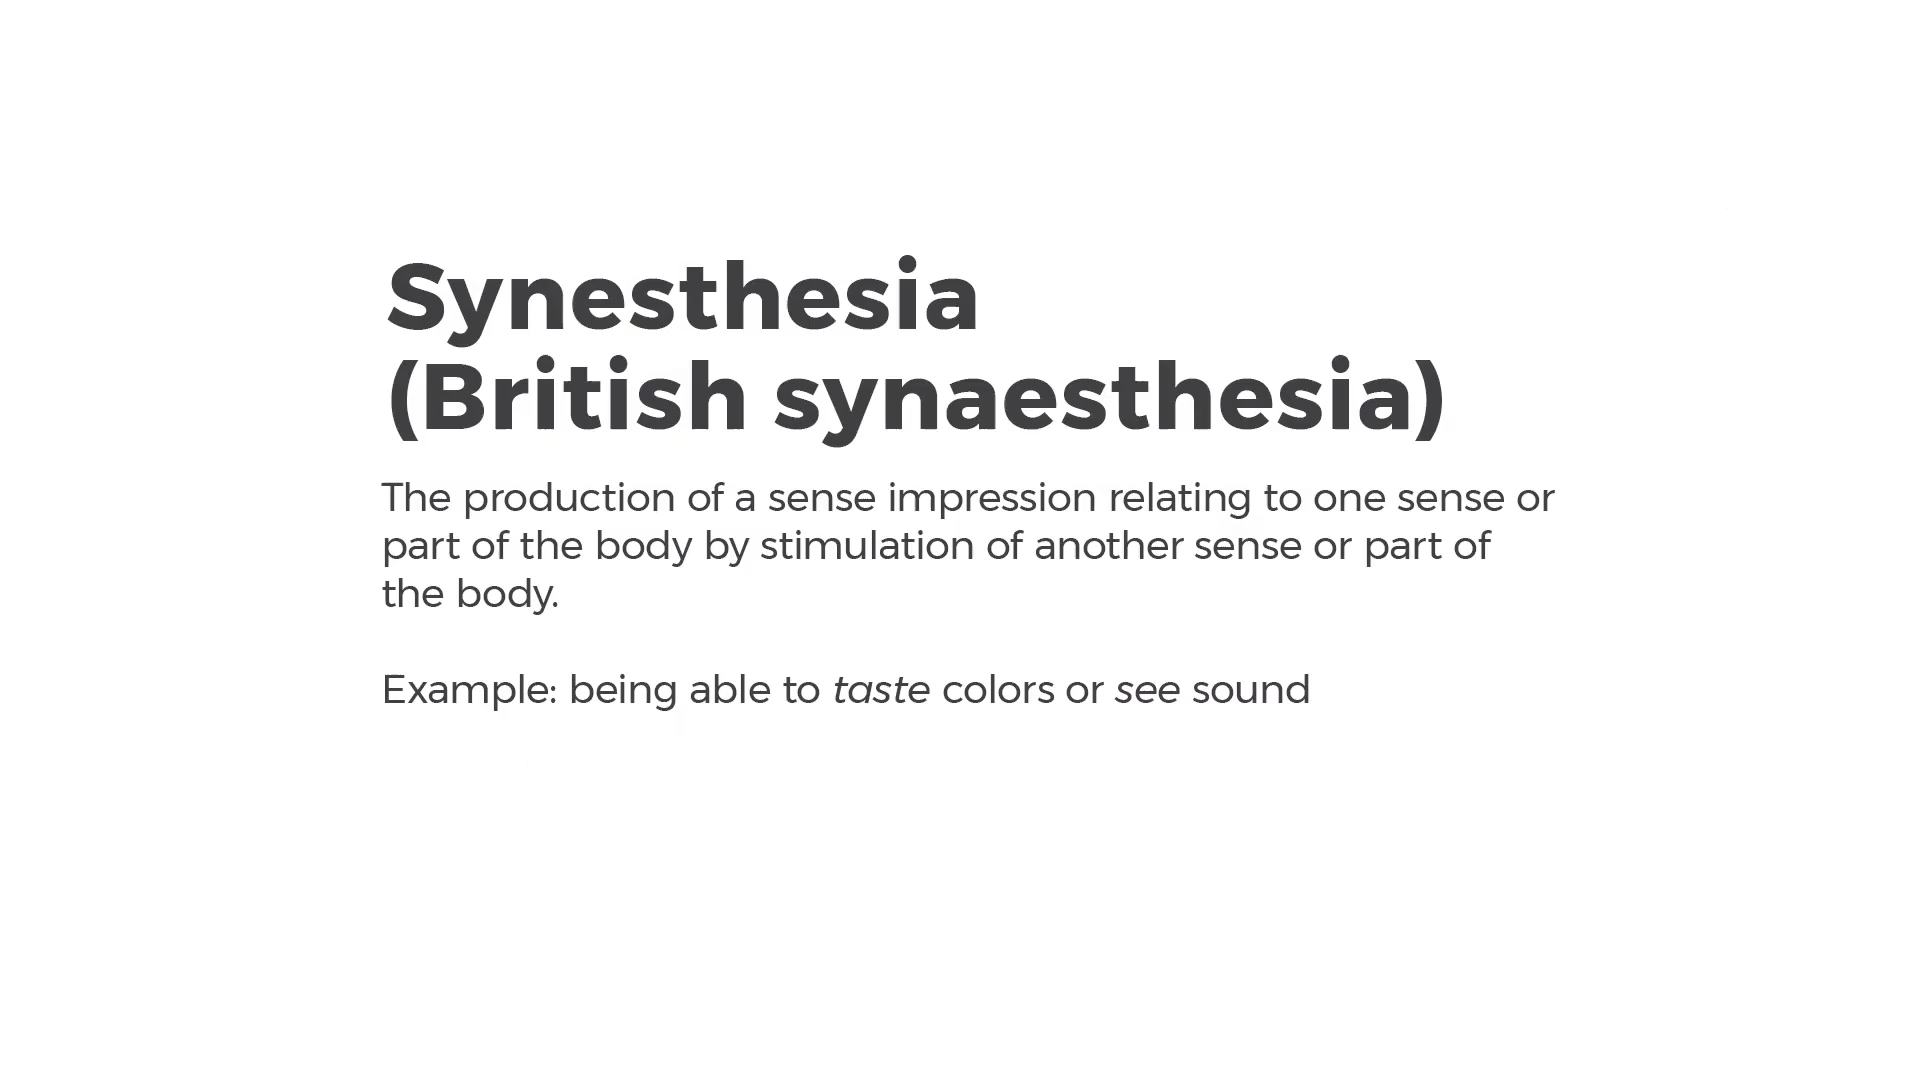 Synesthesia
(British synaesthesia)
The production of a sense impression relating to one sense or
part of the body by stimulation of another sense or part of
the body.
Example: being able to taste colors or see sound